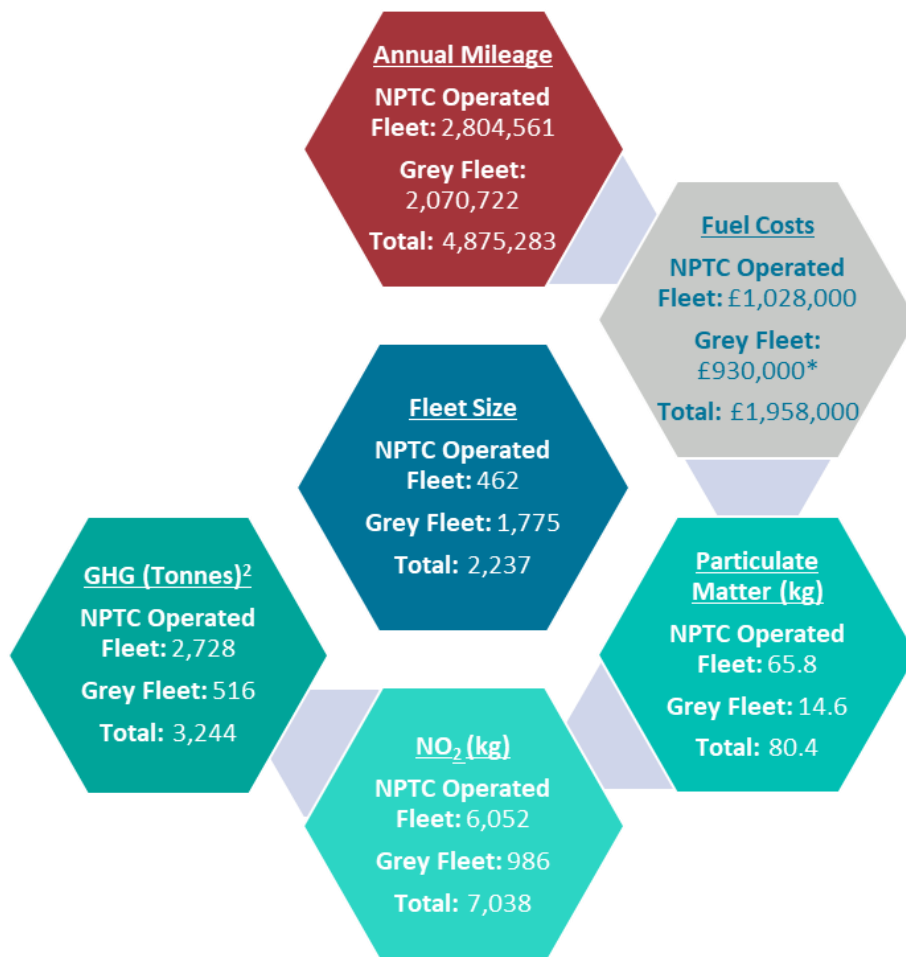 Annual Mileage
NPTC Operated
Fleet: 2,804,561
Grey Fleet:
2,070,722
Total: 4,875,283
Fuel Costs
NPTC Operated
Fleet: £1,028,000
Grey Fleet:
£930,000*
Total: £1,958,000
Fleet Size
NPTC Operated
Fleet: 462
Grey Fleet: 1,775
Total: 2,237
Particulate
Matter (kg)
NPTC Operated
Fleet: 65.8
Grey Fleet: 14.6
Total: 80.4
GHG (Tonnes)²
NPTC Operated
Fleet: 2,728
Grey Fleet: 516
Total: 3,244
NO₂ (kg)
NPTC Operated
Fleet: 6,052
Grey Fleet: 986
Total: 7,038